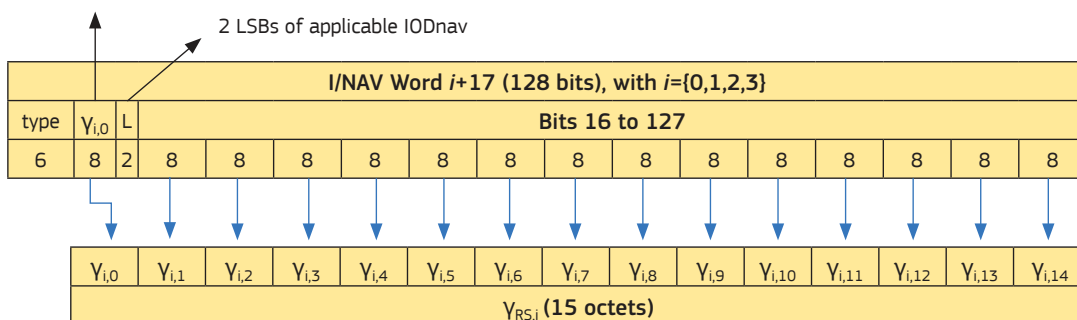 2 LSBs of applicable IODnav
I/NAV Word i+17 (128 bits), with i={0,1,2,3}
type γi,0 L Bits 16 to 127
6 8 2 8 8 8 8 8 8 8 8 8 8 8 8 8 8
γi,0 γi,1 γi,2 γi,3 γi,4 γi,5 γi,6 γi,7 γi,8 γi,9 γi,10 γi,11 γi,12 γi,13 γi,14
γRS,i (15 octets)